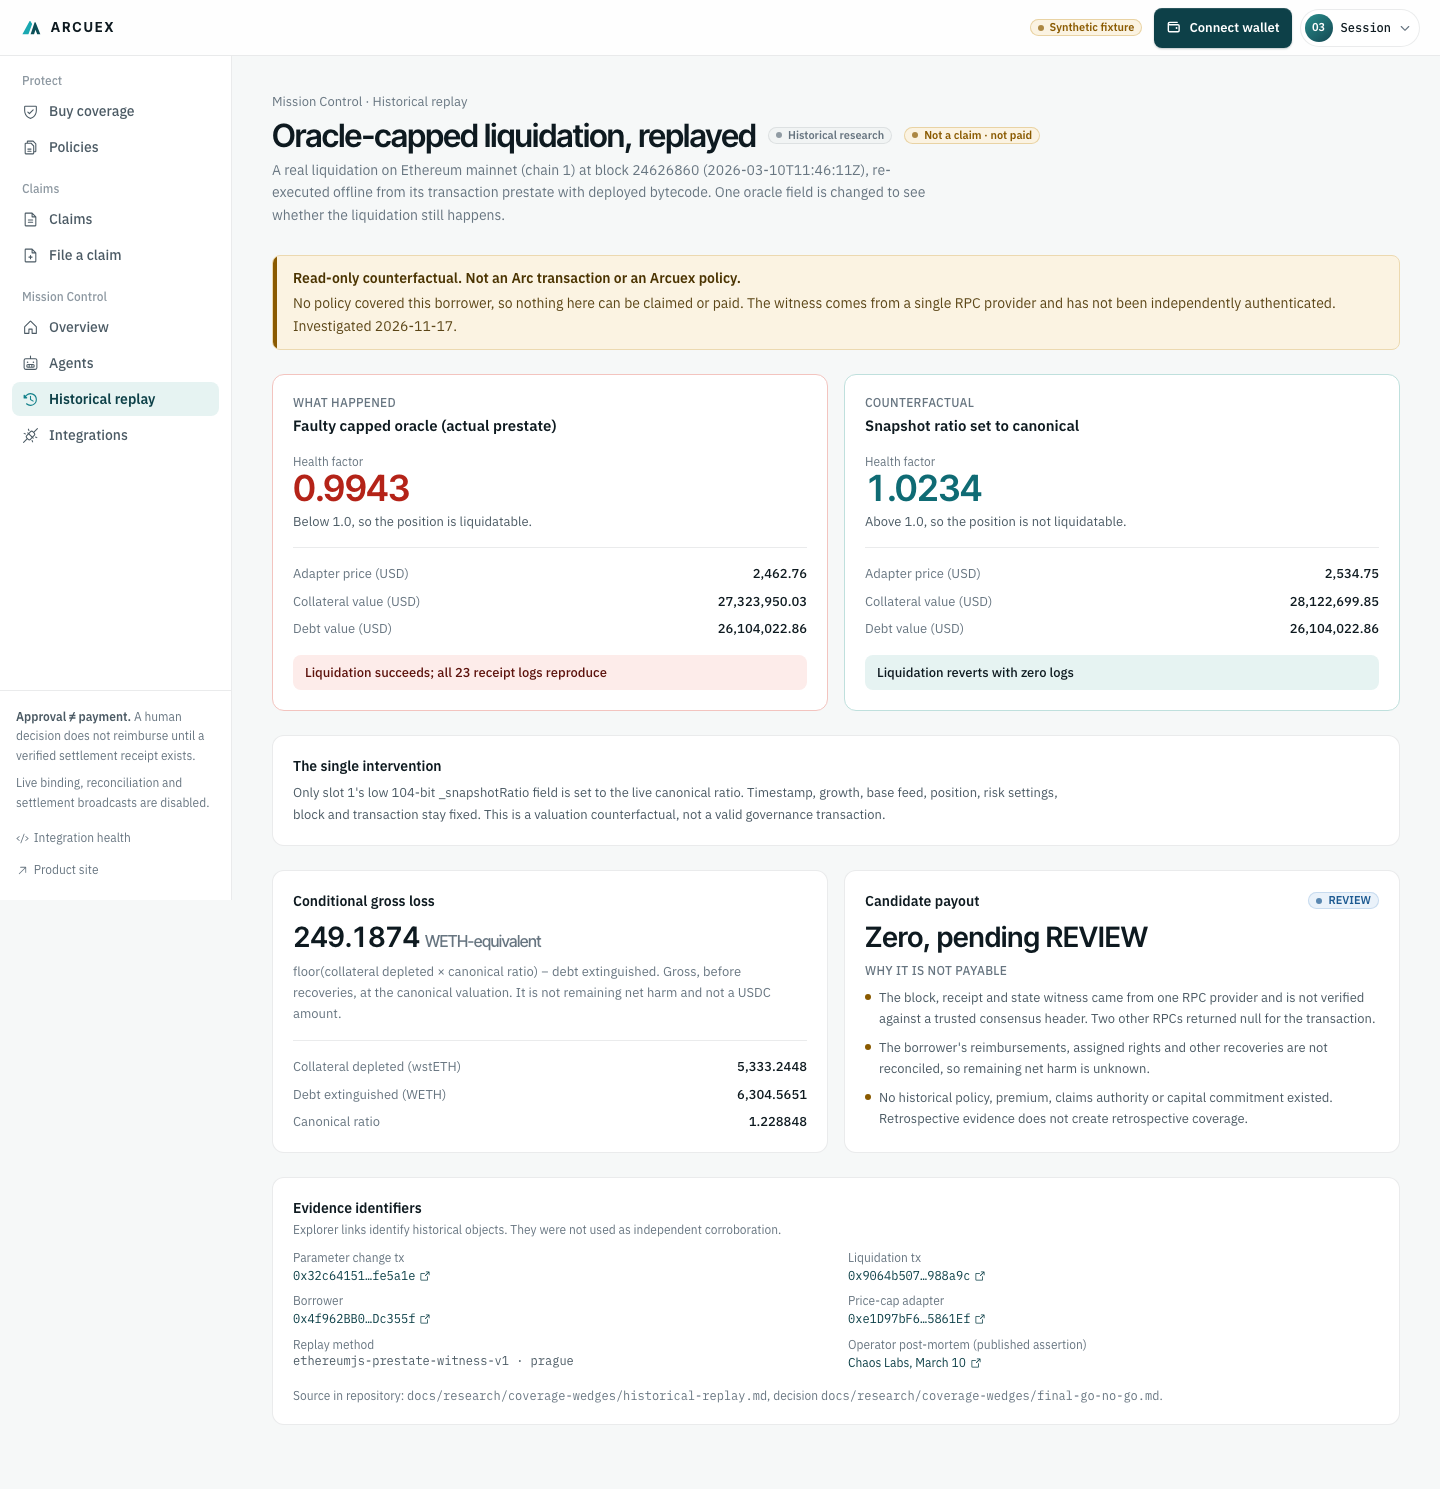 ARCUEX
Synthetic fixture
Connect wallet
03
Session
Protect
Buy coverage
Policies
Claims
Claims
File a claim
Mission Control
Overview
Agents
Historical replay
Integrations
Approval ≠ payment. A human
decision does not reimburse until a
verified settlement receipt exists.
Live binding, reconciliation and
settlement broadcasts are disabled.
Integration health
Product site
Mission Control · Historical replay
Oracle-capped liquidation, replayed
Historical research
Not a claim · not paid
A real liquidation on Ethereum mainnet (chain 1) at block 24626860 (2026-03-10T11:46:11Z), re-
executed offline from its transaction prestate with deployed bytecode. One oracle field is changed to see
whether the liquidation still happens.
Read-only counterfactual. Not an Arc transaction or an Arcuex policy.
No policy covered this borrower, so nothing here can be claimed or paid. The witness comes from a single RPC provider and has not been independently authenticated.
Investigated 2026-11-17.
WHAT HAPPENED
Faulty capped oracle (actual prestate)
Health factor
0.9943
Below 1.0, so the position is liquidatable.
Adapter price (USD) 2,462.76
Collateral value (USD) 27,323,950.03
Debt value (USD) 26,104,022.86
Liquidation succeeds; all 23 receipt logs reproduce
COUNTERFACTUAL
Snapshot ratio set to canonical
Health factor
1.0234
Above 1.0, so the position is not liquidatable.
Adapter price (USD) 2,534.75
Collateral value (USD) 28,122,699.85
Debt value (USD) 26,104,022.86
Liquidation reverts with zero logs
The single intervention
Only slot 1's low 104-bit _snapshotRatio field is set to the live canonical ratio. Timestamp, growth, base feed, position, risk settings,
block and transaction stay fixed. This is a valuation counterfactual, not a valid governance transaction.
Conditional gross loss
249.1874 WETH-equivalent
floor(collateral depleted × canonical ratio) − debt extinguished. Gross, before
recoveries, at the canonical valuation. It is not remaining net harm and not a USDC
amount.
Collateral depleted (wstETH) 5,333.2448
Debt extinguished (WETH) 6,304.5651
Canonical ratio 1.228848
Candidate payout
REVIEW
Zero, pending REVIEW
WHY IT IS NOT PAYABLE
The block, receipt and state witness came from one RPC provider and is not verified
against a trusted consensus header. Two other RPCs returned null for the transaction.
The borrower's reimbursements, assigned rights and other recoveries are not
reconciled, so remaining net harm is unknown.
No historical policy, premium, claims authority or capital commitment existed.
Retrospective evidence does not create retrospective coverage.
Evidence identifiers
Explorer links identify historical objects. They were not used as independent corroboration.
Parameter change tx
0x32c64151…fe5a1e
Liquidation tx
0x9064b507…988a9c
Borrower
0x4f962BB0…Dc355f
Price-cap adapter
0xe1D97bF6…5861Ef
Replay method
ethereumjs-prestate-witness-v1 · prague
Operator post-mortem (published assertion)
Chaos Labs, March 10
Source in repository: docs/research/coverage-wedges/historical-replay.md, decision docs/research/coverage-wedges/final-go-no-go.md.